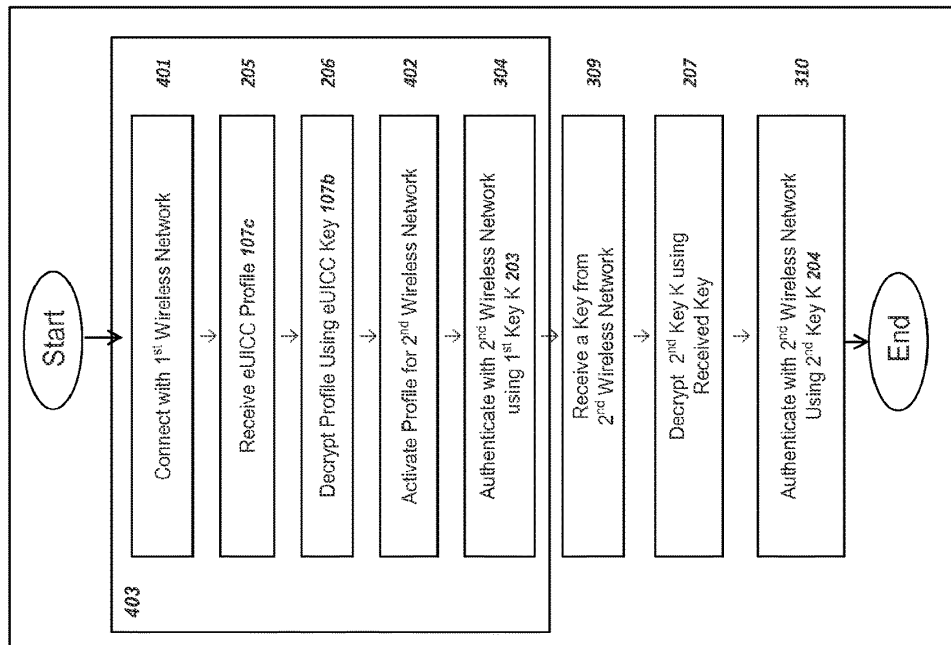 Start
403
Connect with 1st Wireless Network
401
Receive eUICC Profile 107c
205
Decrypt Profile Using eUICC Key 107b
206
Activate Profile for 2nd Wireless Network
402
Authenticate with 2nd Wireless Network
using 1st Key K 203
304
Receive a Key from
2nd Wireless Network
309
Decrypt 2nd Key K using
Received Key
207
Authenticate with 2nd Wireless Network
Using 2nd Key K 204
310
End